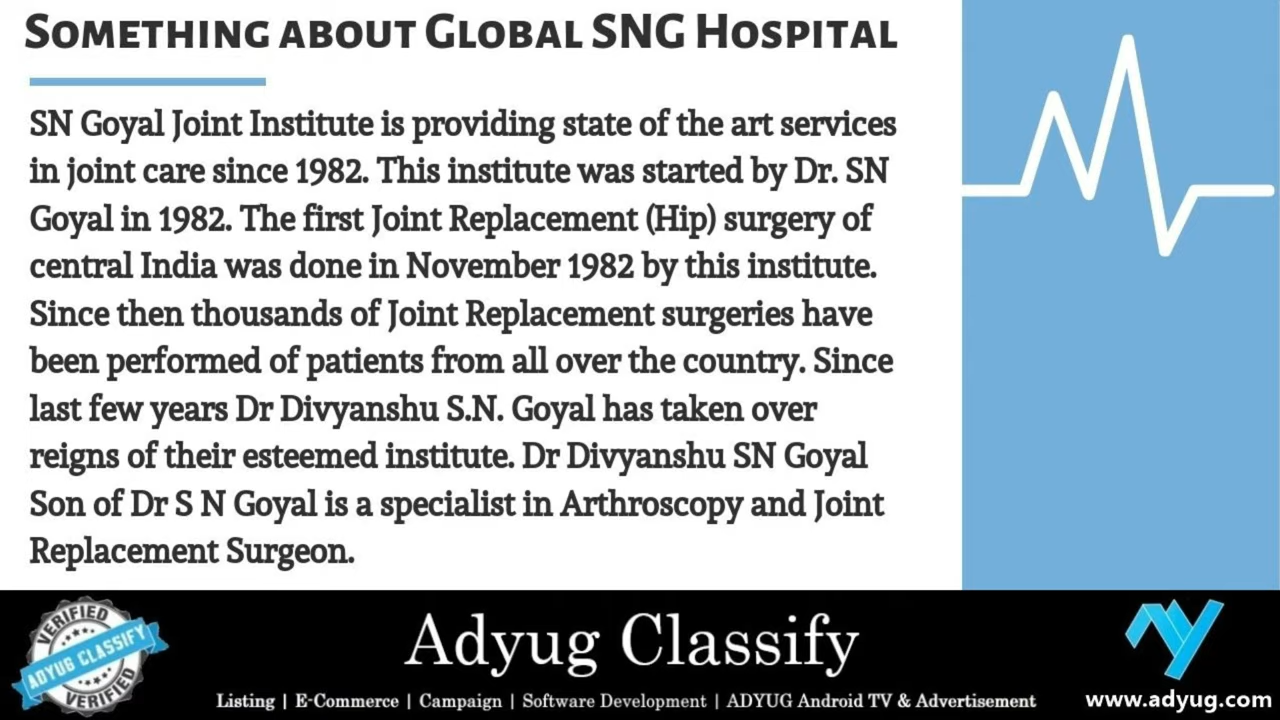 Something about Global SNG Hospital
SN Goyal Joint Institute is providing state of the art services
in joint care since 1982. This institute was started by Dr. SN
Goyal in 1982. The first Joint Replacement (Hip) surgery of
central India was done in November 1982 by this institute.
Since then thousands of Joint Replacement surgeries have
been performed of patients from all over the country. Since
last few years Dr Divyanshu S.N. Goyal has taken over
reigns of their esteemed institute. Dr Divyanshu SN Goyal
Son of Dr S N Goyal is a specialist in Arthroscopy and Joint
Replacement Surgeon.
VERIFIED
ADYUG CLASSIFY
VERIFIED
Adyug Classify
Listing | E-Commerce | Campaign | Software Development | ADYUG Android TV & Advertisement
www.adyug.com